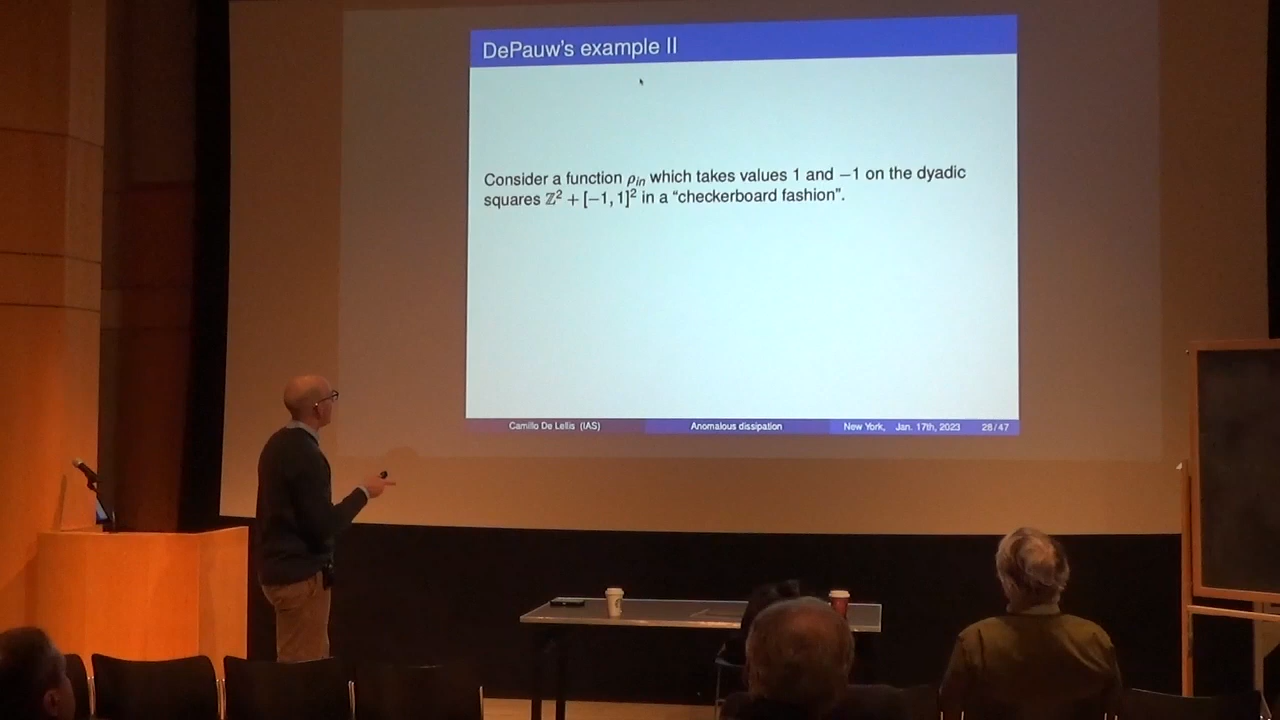 DePauw's example II
Consider a function ρ_in which takes values 1 and −1 on the dyadic
squares ℤ² + [−1, 1]² in a “checkerboard fashion”.
Camillo De Lellis (IAS) Anomalous dissipation New York, Jan. 17th, 2023 28 / 47